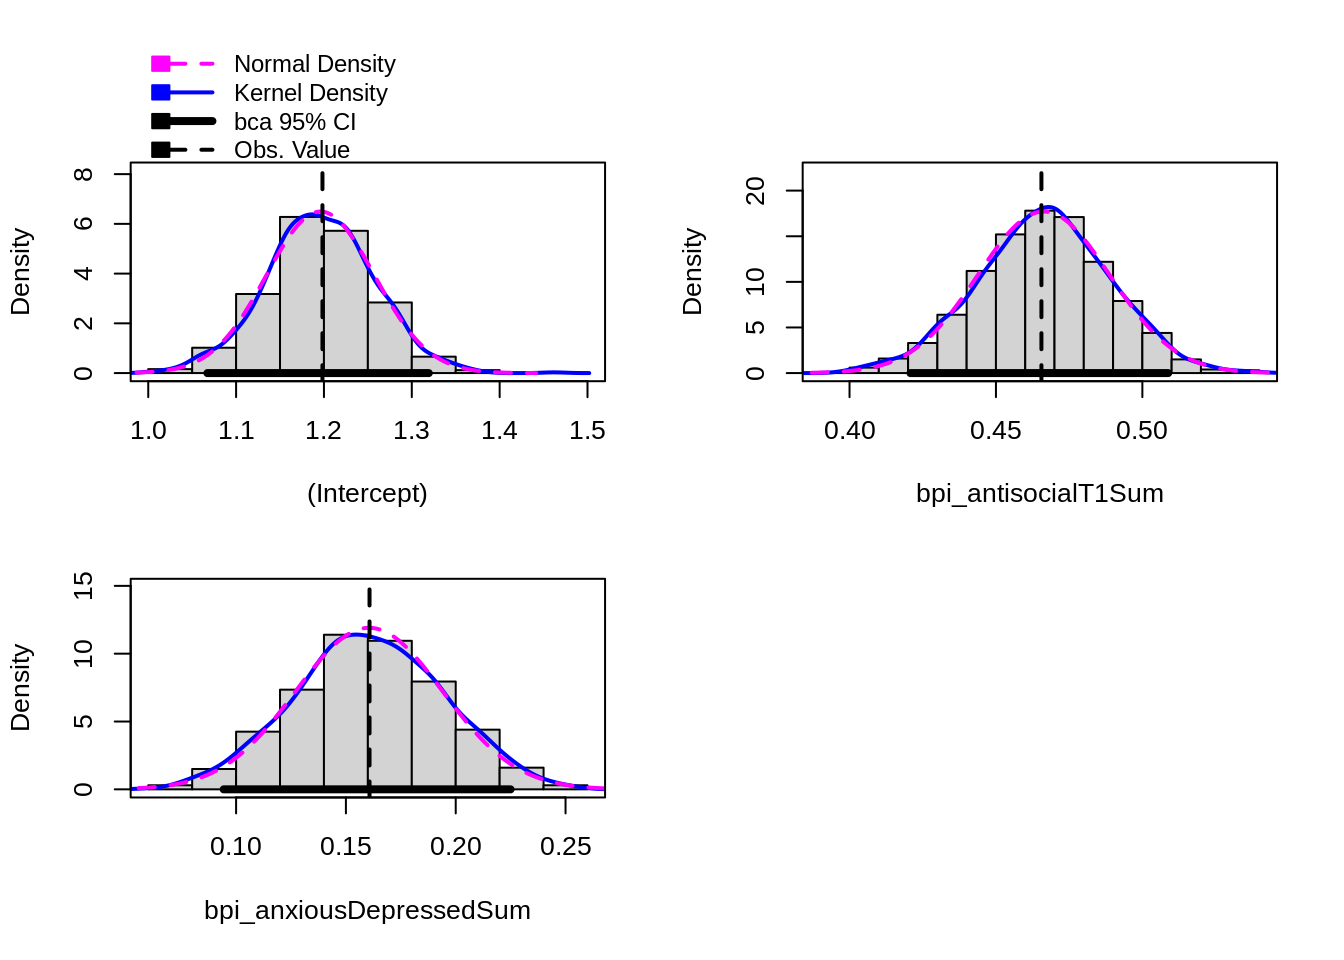 Normal Density
Kernel Density
bca 95% CI
Obs. Value
Density
8
6
4
2
0
1.0 1.1 1.2 1.3 1.4 1.5
(Intercept)
Density
20
10
5
0
0.40 0.45 0.50
bpi_antisocialT1Sum
Density
15
10
5
0
0.10 0.15 0.20 0.25
bpi_anxiousDepressedSum